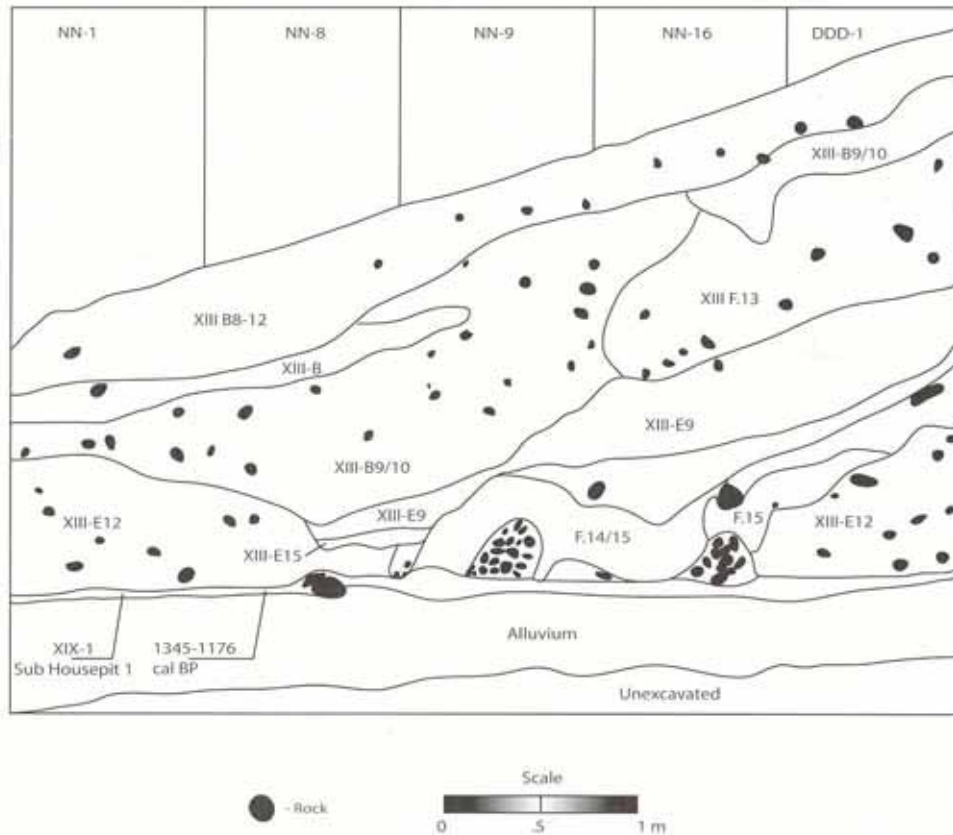 NN-1
NN-8
NN-9
NN-16
DDD-1
XIII-B9/10
XIII F.13
XIII B8-12
XIII-B
XIII-E9
XIII-B9/10
XIII-E9
XIII-E12
XIII-E15
F.14/15
F.15
XIII-E12
XIX-1
Sub Housepit 1
1345-1176
cal BP
Alluvium
Unexcavated
Scale
- Rock
0 .5 1 m